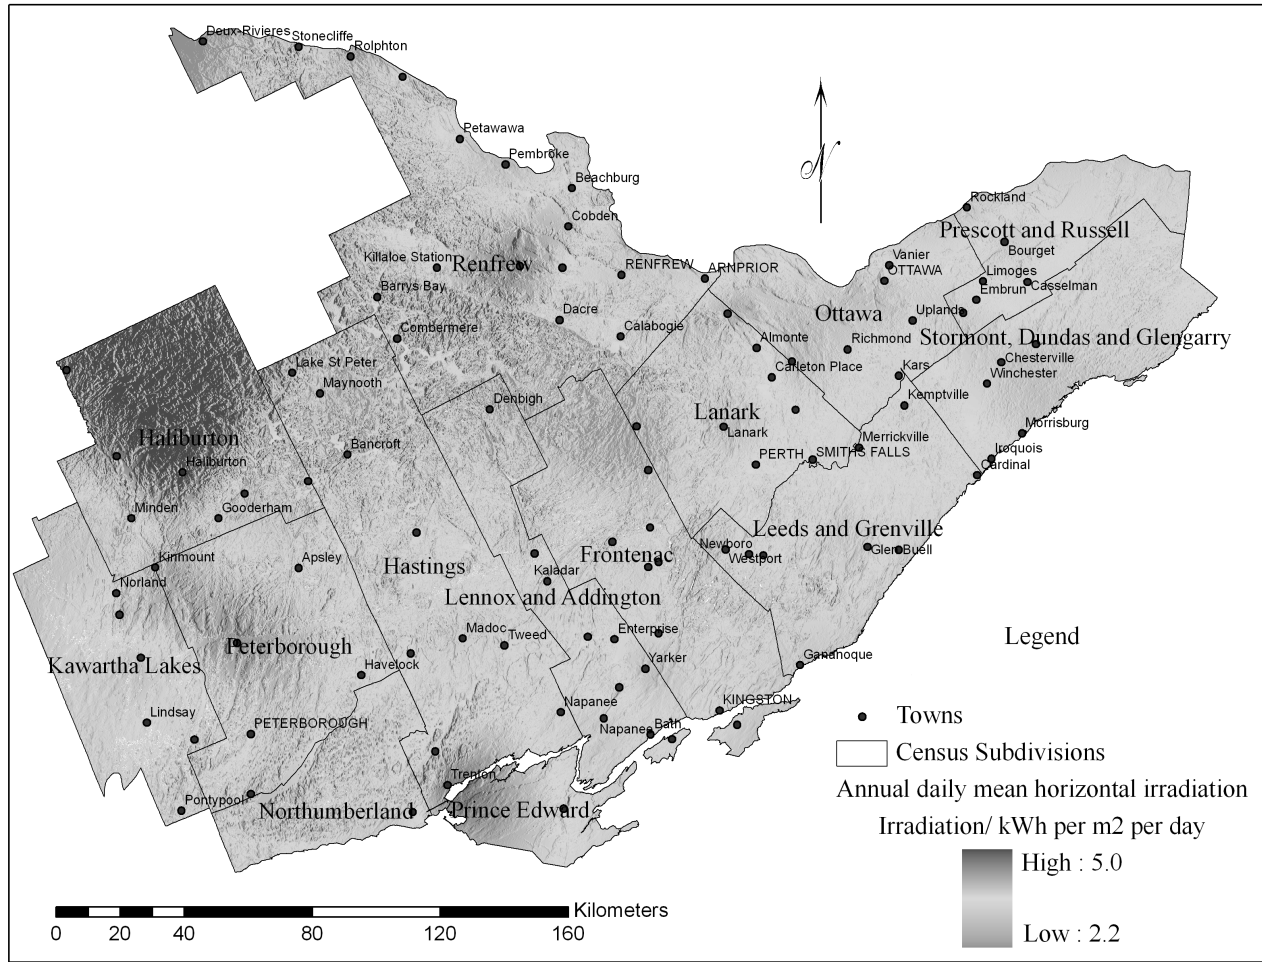 Deux-Rivieres
Stonecliffe
Rolphton
Petawawa
Pembroke
Beachburg
Cobden
Killaloe Station
Renfrew
RENFREW
ARNPRIOR
Barrys Bay
Dacre
Calabogie
Combermere
Rockland
Prescott and Russell
Bourget
Vanier
OTTAWA
Limoges
Casselman
Embrun
Ottawa
Uplands
Stormont, Dundas and Glengarry
Almonte
Richmond
Chesterville
Carleton Place
Kars
Winchester
Lake St Peter
Maynooth
Denbigh
Kemptville
Lanark
Lanark
Haliburton
Haliburton
Bancroft
PERTH
SMITHS FALLS
Merrickville
Morrisburg
Iroquois
Cardinal
Minden
Gooderham
Leeds and Grenville
Newboro
Westport
Glen Buell
Kinmount
Apsley
Hastings
Frontenac
Kaladar
Norland
Lennox and Addington
Madoc
Tweed
Enterprise
Peterborough
Kawartha Lakes
Havelock
Yarker
Gananoque
Lindsay
PETERBOROUGH
Napanee
Napanee
Bath
KINGSTON
Trenton
Pontypool
Northumberland
Prince Edward
N
Legend
Towns
Census Subdivisions
Annual daily mean horizontal irradiation
Irradiation/ kWh per m2 per day
High : 5.0
Low : 2.2
Kilometers
0 20 40 80 120 160